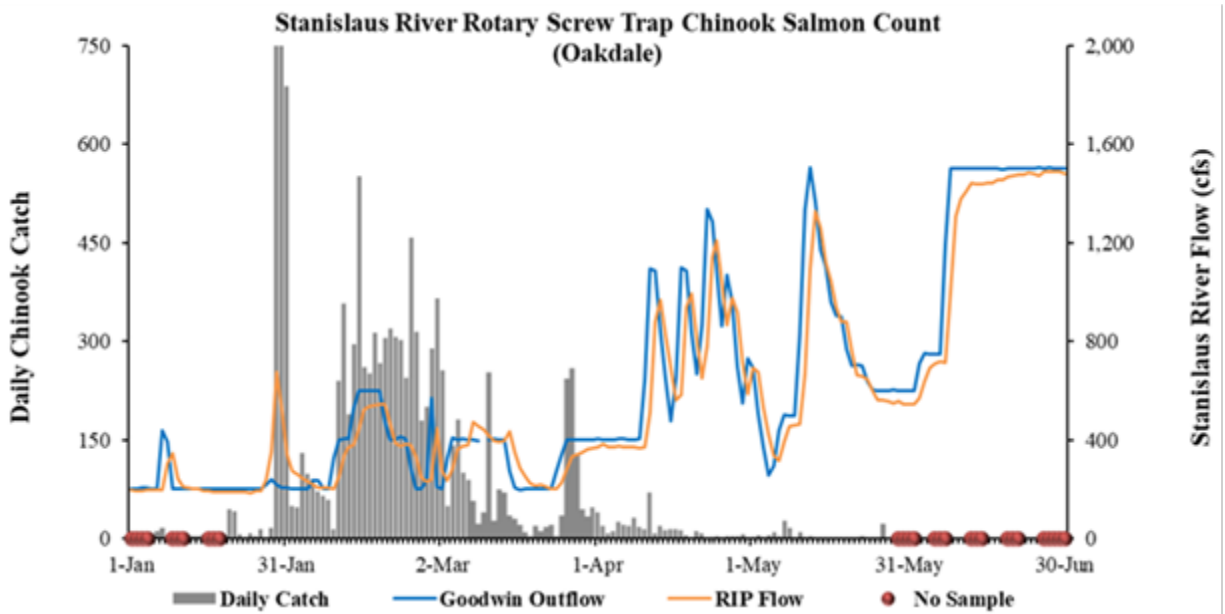 Stanislaus River Rotary Screw Trap Chinook Salmon Count
(Oakdale)
750
600
450
300
150
0
Daily Chinook Catch
2,000
1,600
1,200
800
400
0
Stanislaus River Flow (cfs)
1-Jan
31-Jan
2-Mar
1-Apr
1-May
31-May
30-Jun
Daily Catch
Goodwin Outflow
RIP Flow
No Sample